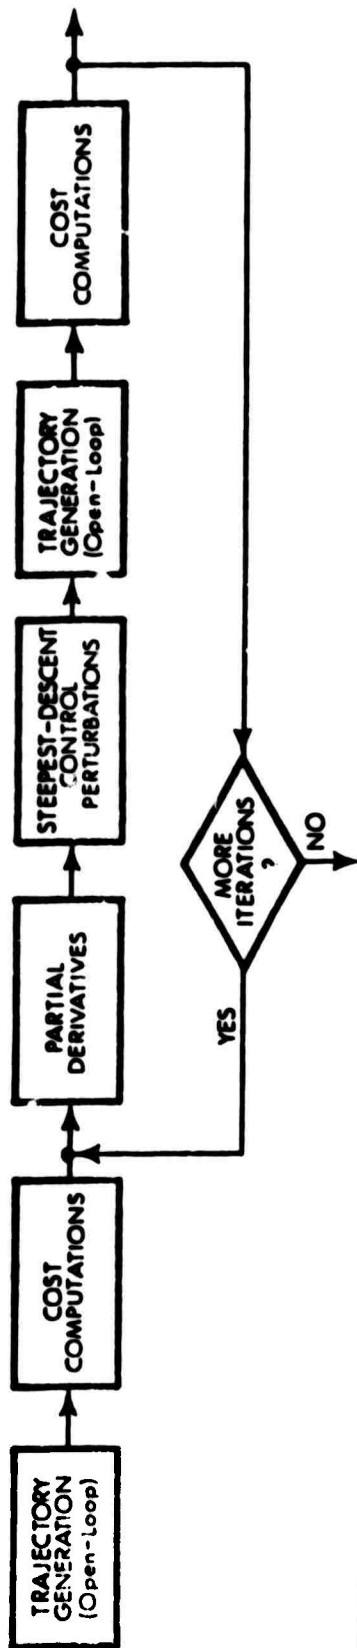 TRAJECTORY
GENERATION
(Open-Loop)
COST
COMPUTATIONS
PARTIAL
DERIVATIVES
STEEPEST-DESCENT
CONTROL
PERTURBATIONS
TRAJECTORY
GENERATION
(Open-Loop)
COST
COMPUTATIONS
YES
MORE
ITERATIONS
?
NO